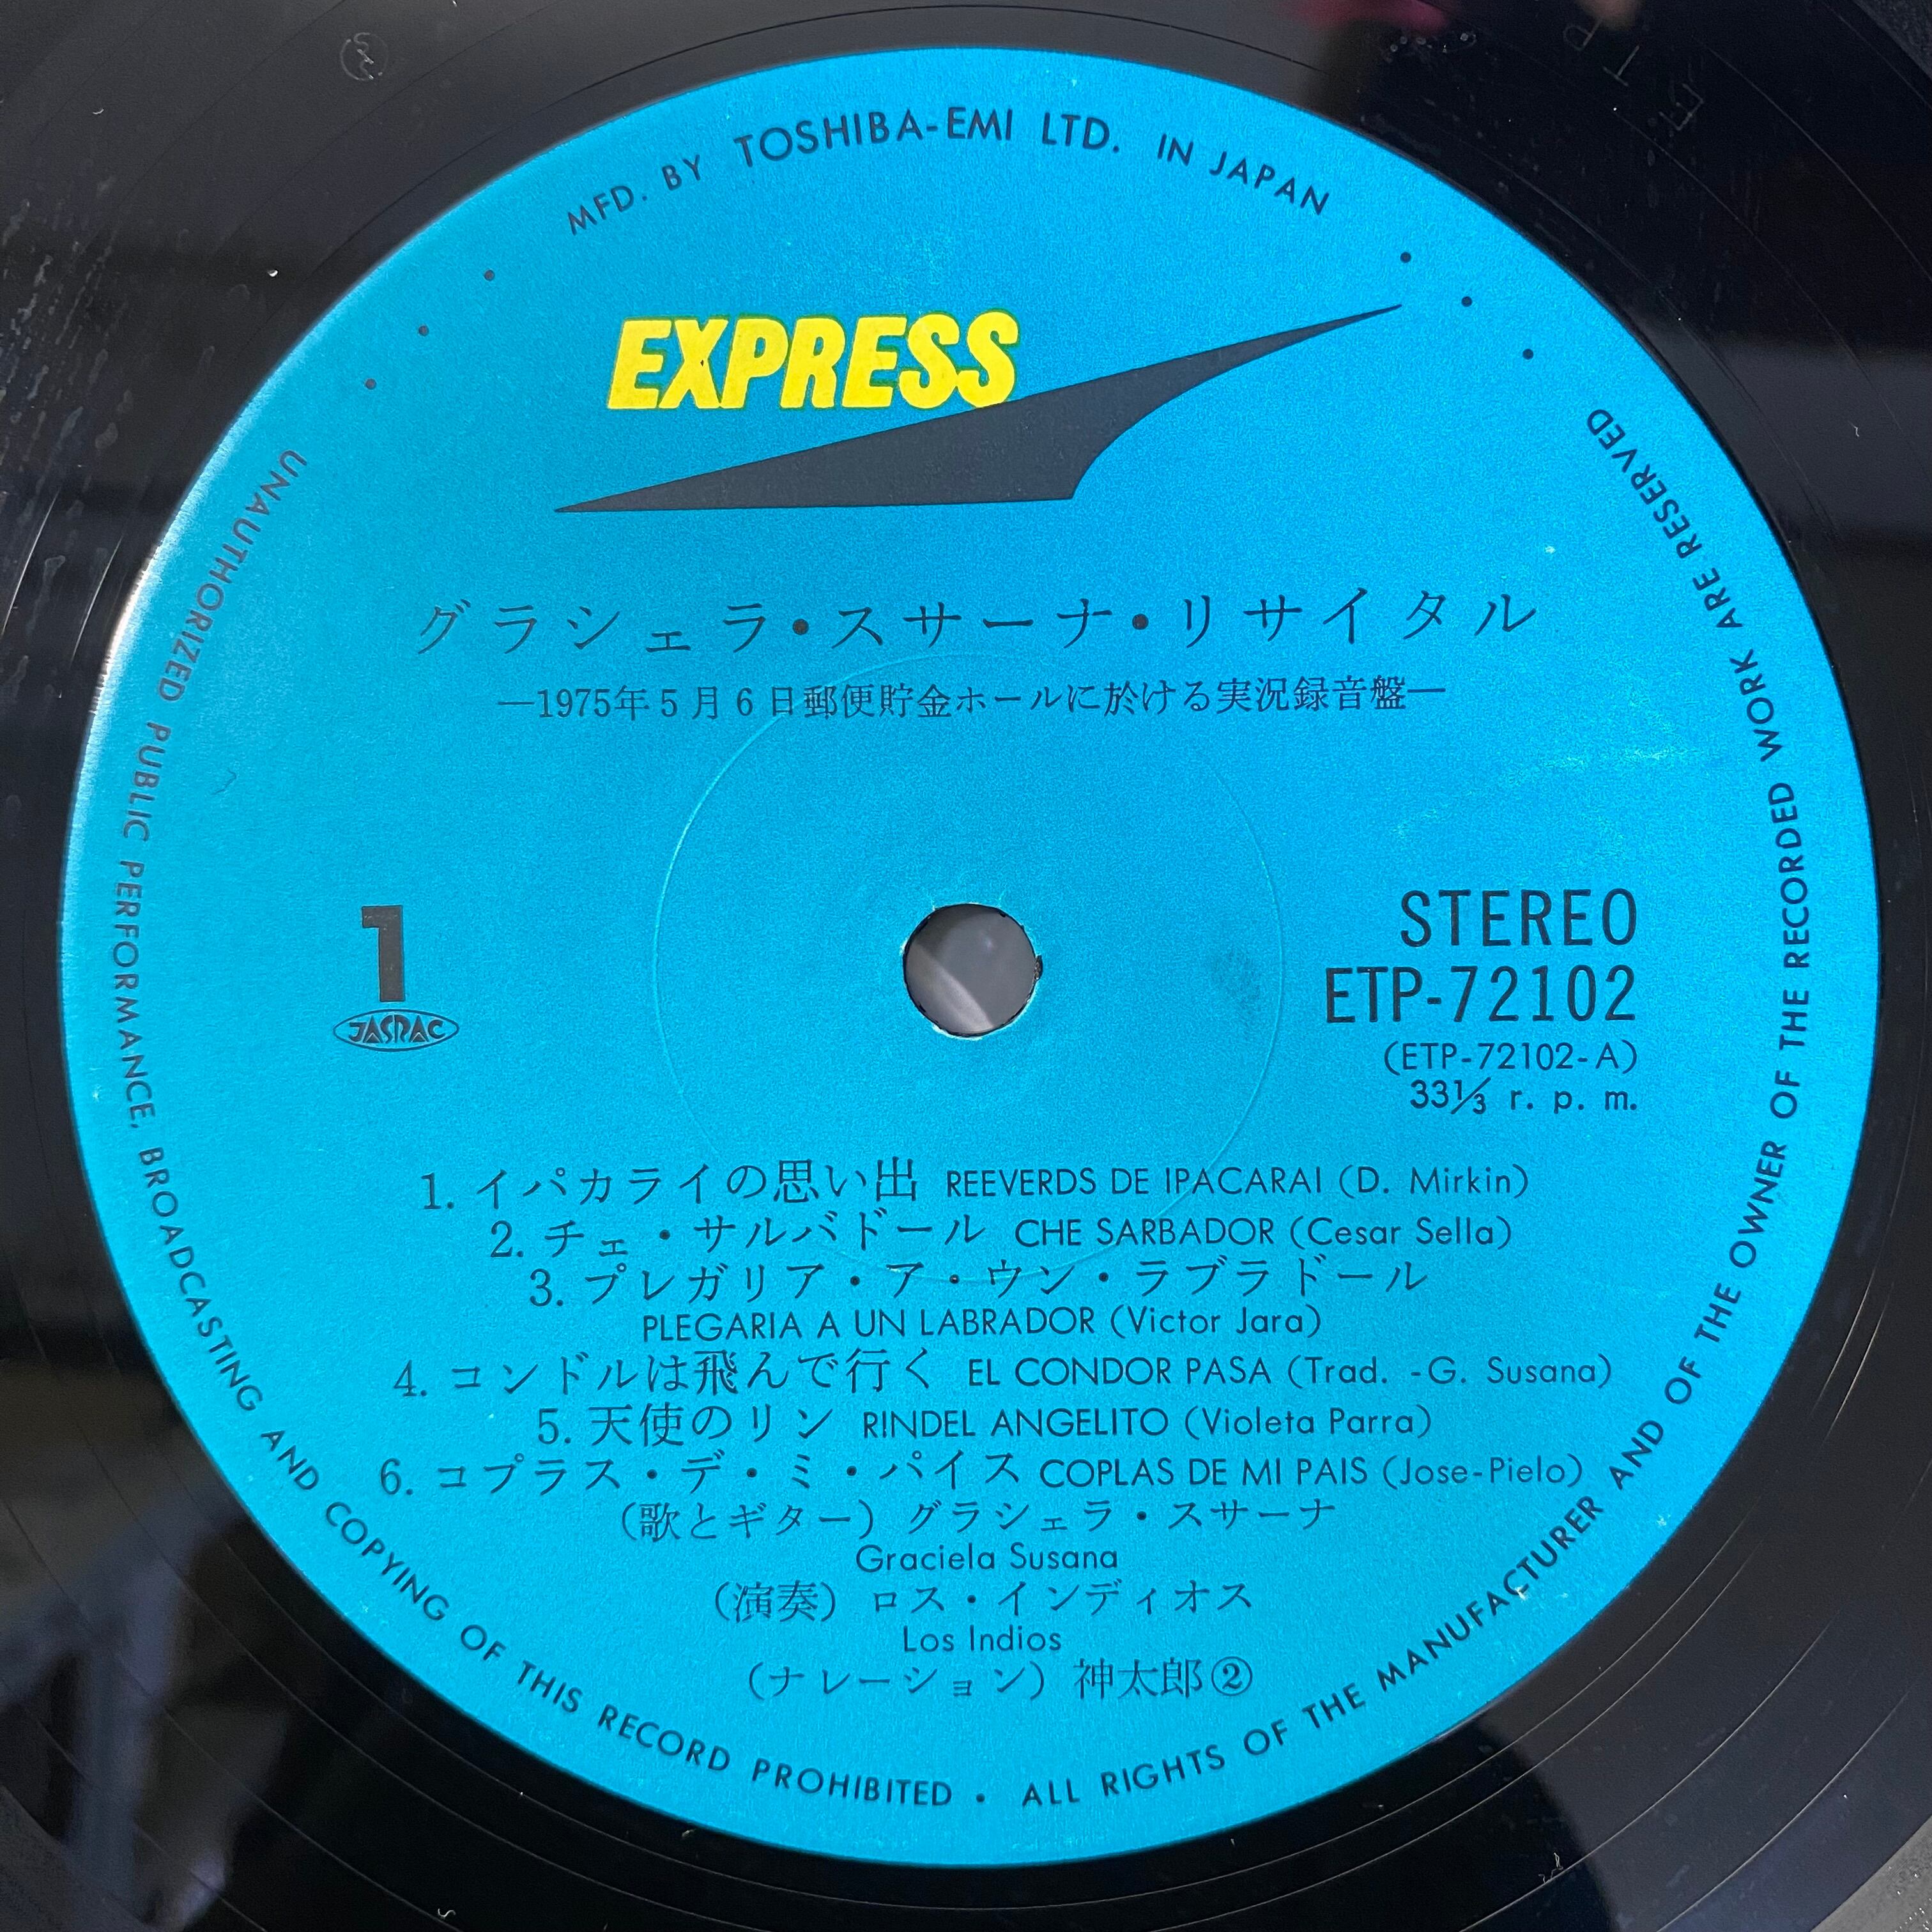 MFD. BY TOSHIBA-EMI LTD. IN JAPAN
EXPRESS
グラシェラ・スサーナ・リサイタル
—1975年5月6日郵便貯金ホールに於ける実況録音盤—
1
JASRAC
STEREO
ETP-72102
(ETP-72102-A)
33⅓ r. p. m.
1. イパカライの思い出 REEVERDS DE IPACARAI (D. Mirkin)
2. チェ・サルバドール CHE SARBADOR (Cesar Sella)
3. プレガリア・ア・ウン・ラブラドール
PLEGARIA A UN LABRADOR (Victor Jara)
4. コンドルは飛んで行く EL CONDOR PASA (Trad. -G. Susana)
5. 天使のリン RINDEL ANGELITO (Violeta Parra)
6. コプラス・デ・ミ・パイス COPLAS DE MI PAIS (Jose-Pielo)
(歌とギター) グラシェラ・スサーナ
Graciela Susana
(演奏) ロス・インディオス
Los Indios
(ナレーション) 神太郎②
UNAUTHORIZED PUBLIC PERFORMANCE, BROADCASTING AND COPYING OF THIS RECORD PROHIBITED • ALL RIGHTS OF THE MANUFACTURER AND OF THE OWNER OF THE RECORDED WORK ARE RESERVED